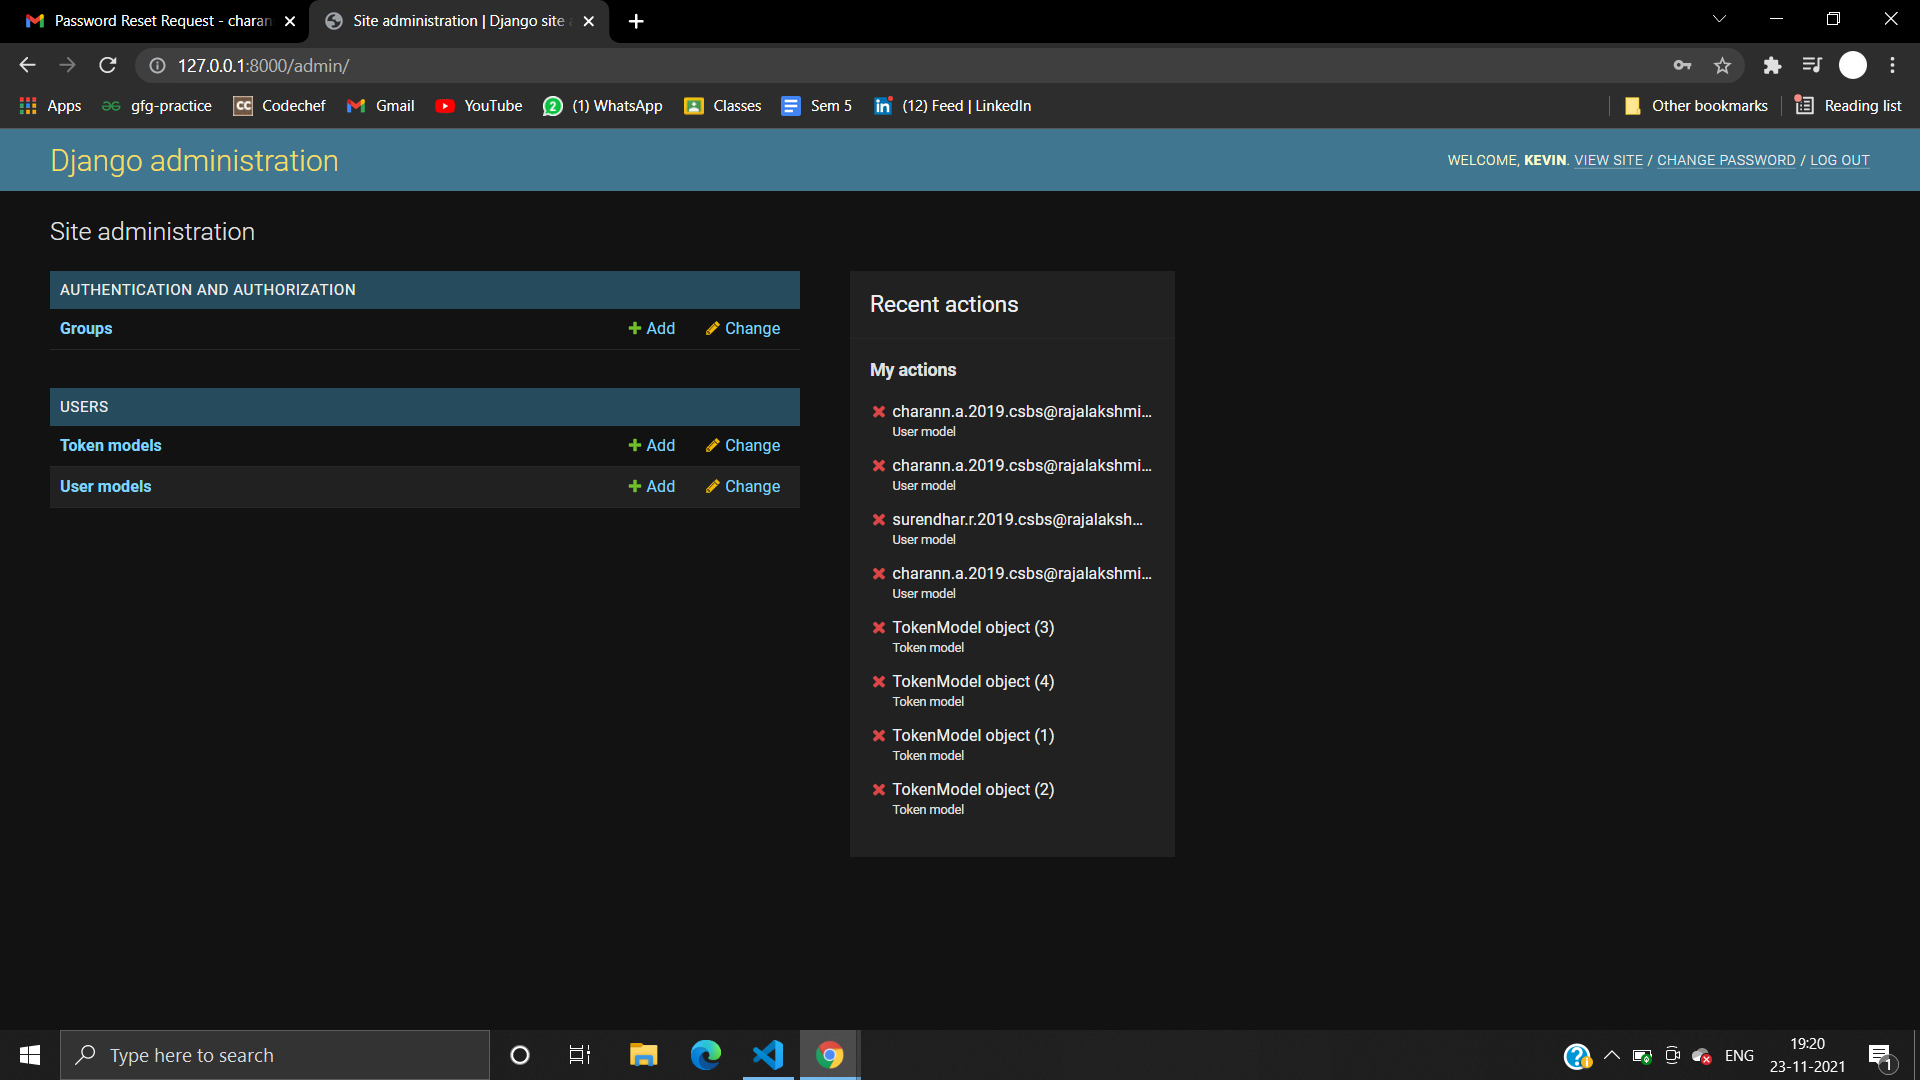 Password Reset Request - charan
Site administration | Django site a
127.0.0.1:8000/admin/
Apps
gfg-practice
CC Codechef
Gmail
YouTube
2 (1) WhatsApp
Classes
Sem 5
in (12) Feed | LinkedIn
Other bookmarks
Reading list
Django administration
WELCOME, KEVIN. VIEW SITE / CHANGE PASSWORD / LOG OUT
Site administration
AUTHENTICATION AND AUTHORIZATION
Groups Add Change
USERS
Token models Add Change
User models Add Change
Recent actions
My actions
charann.a.2019.csbs@rajalakshmi...
User model
charann.a.2019.csbs@rajalakshmi...
User model
surendhar.r.2019.csbs@rajalaksh...
User model
charann.a.2019.csbs@rajalakshmi...
User model
TokenModel object (3)
Token model
TokenModel object (4)
Token model
TokenModel object (1)
Token model
TokenModel object (2)
Token model
Type here to search
ENG
19:20
23-11-2021
1